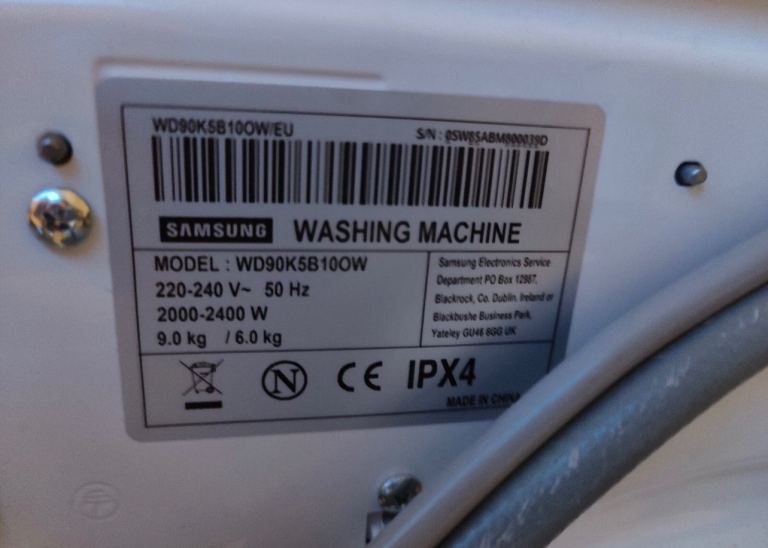 WD90K5B10OW/EU
S/N : 0SW85ABM800039D
SAMSUNG WASHING MACHINE
MODEL : WD90K5B10OW
220-240 V~ 50 Hz
2000-2400 W
9.0 kg / 6.0 kg
Samsung Electronics Service
Department PO Box 12987,
Blackrock, Co. Dublin. Ireland or
Blackbushe Business Park,
Yateley GU46 6GG UK
N CE IPX4
MADE IN CHINA